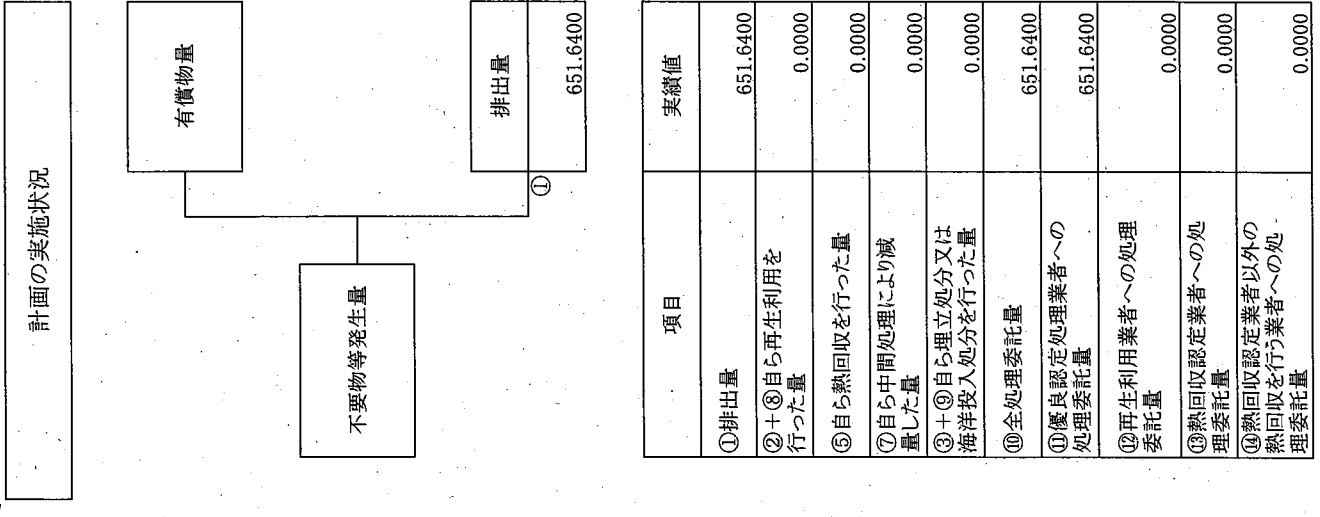 計画の実施状況
有償物量
不要物等発生量
排出量
①
651.6400
項目
実績値
①排出量
651.6400
②+⑧自ら再生利用を
行った量
0.0000
⑤自ら熱回収を行った量
0.0000
⑦自ら中間処理により減
量した量
0.0000
③+⑨自ら埋立処分又は
海洋投入処分を行った量
0.0000
⑩全処理委託量
651.6400
⑪優良認定処理業者への
処理委託量
651.6400
⑫再生利用業者への処理
委託量
0.0000
⑬熱回収認定業者への処
理委託量
0.0000
⑭熱回収認定業者以外の
熱回収を行う業者への処
理委託量
0.0000